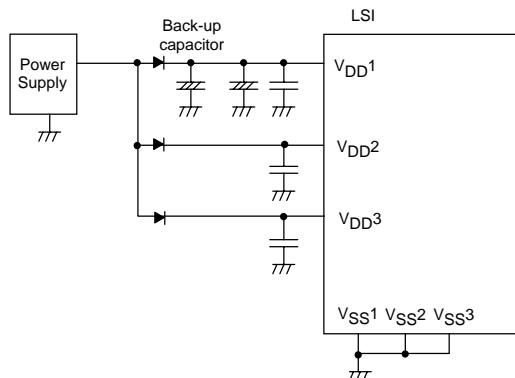 LSI
Back-up
capacitor
Power
Supply
VDD1
VDD2
VDD3
VSS1 VSS2 VSS3